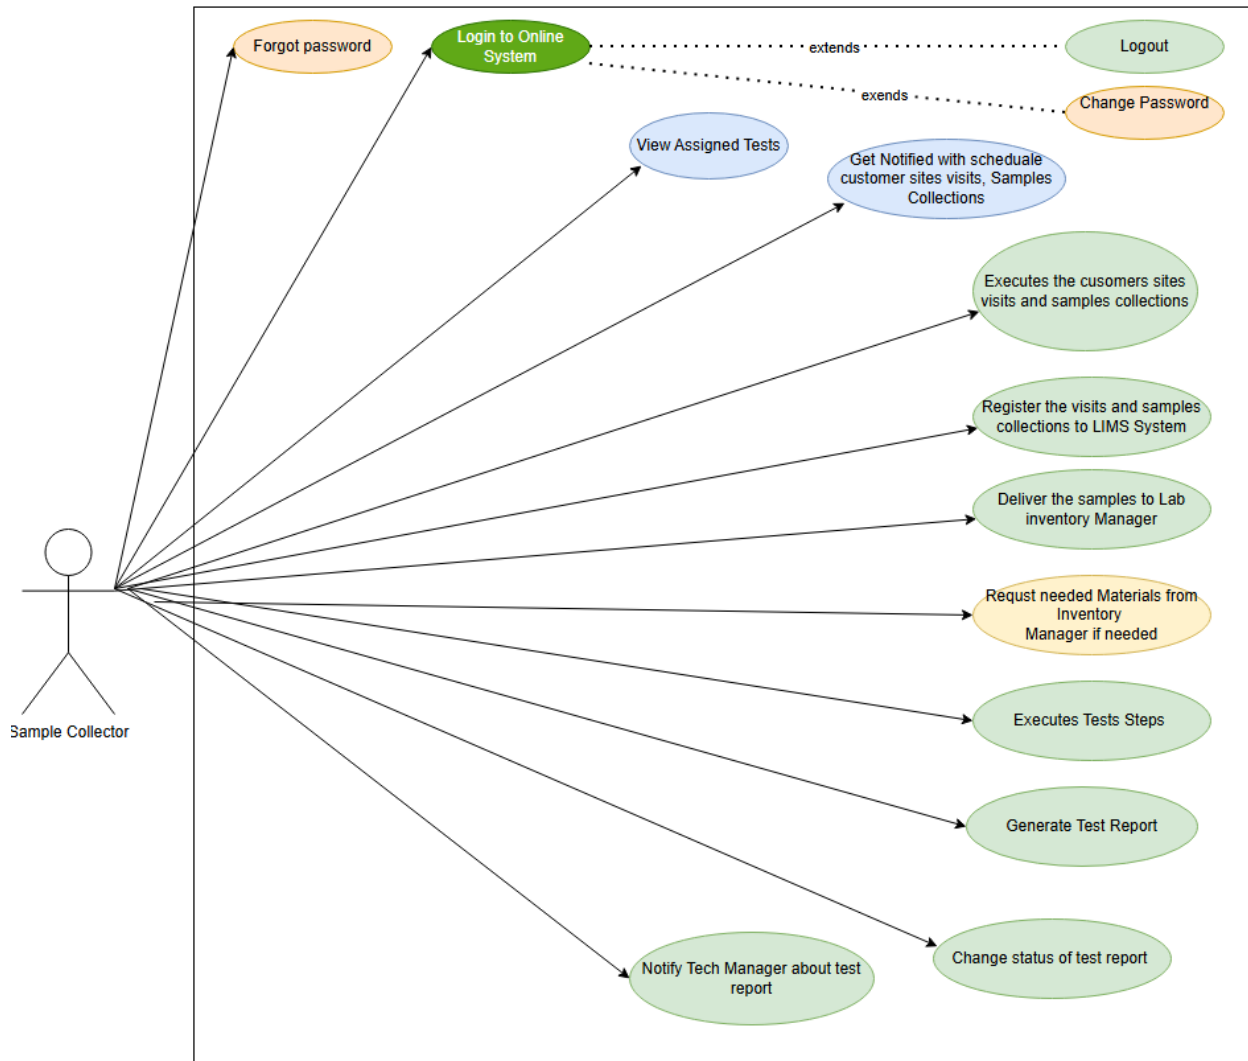 Forgot password
Login to Online
System
extends
Logout
exends
Change Password
View Assigned Tests
Get Notified with scheduale
customer sites visits, Samples
Collections
Executes the cusomers sites
visits and samples collections
Register the visits and samples
collections to LIMS System
Deliver the samples to Lab
inventory Manager
Requst needed Materials from
Inventory
Manager if needed
Executes Tests Steps
Sample Collector
Generate Test Report
Change status of test report
Notify Tech Manager about test
report